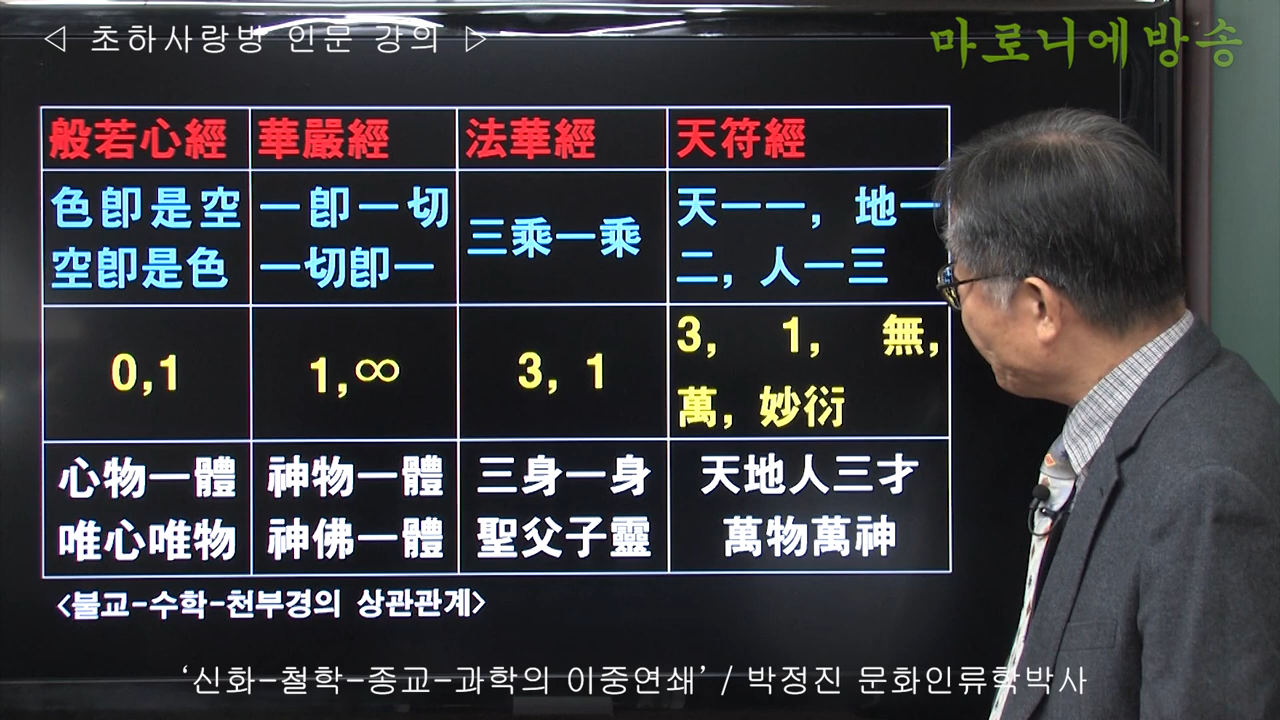 ◁ 초하사랑방 인문 강의 ▷
마로니에방송
般若心經 華嚴經 法華經 天符經
色卽是空
空卽是色
一卽一切
一切卽一
三乘一乘
天一一, 地一
二, 人一三
0,1
1,∞
3, 1
3, 1, 無,
萬, 妙衍
心物一體
唯心唯物
神物一體
神佛一體
三身一身
聖父子靈
天地人三才
萬物萬神
<불교-수학-천부경의 상관관계>
‘신화-철학-종교-과학의 이중연쇄’ / 박정진 문화인류학박사